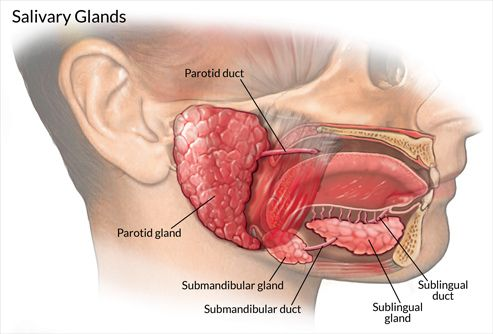 Salivary Glands
Parotid duct
Parotid gland
Submandibular gland
Submandibular duct
Sublingual
duct
Sublingual
gland